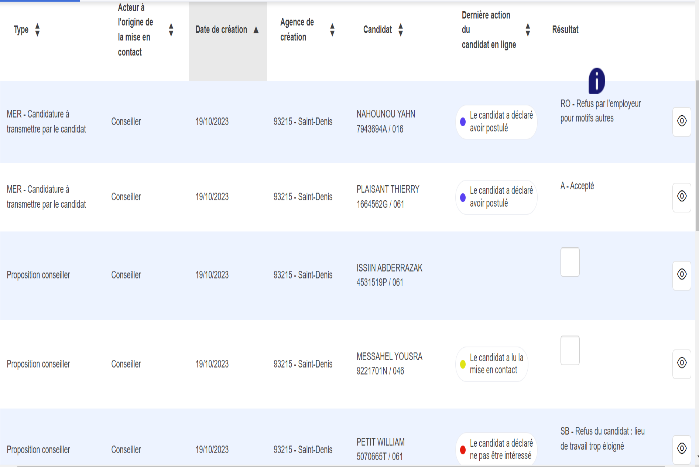 Type
Acteur à
l'origine de
la mise en
contact
Date de création
Agence de
création
Candidat
Dernière action
du
candidat en ligne
Résultat
MER - Candidature à
transmettre par le candidat
Conseiller
19/10/2023
93215 - Saint-Denis
NAHOUNOU YAHN
7943694A / 016
Le candidat a déclaré
avoir postulé
RO - Refus par l'employeur
pour motifs autres
MER - Candidature à
transmettre par le candidat
Conseiller
19/10/2023
93215 - Saint-Denis
PLAISANT THIERRY
1664562G / 061
Le candidat a déclaré
avoir postulé
A - Accepté
Proposition conseiller
Conseiller
19/10/2023
93215 - Saint-Denis
ISSIIN ABDERRAZAK
4531519P / 061
Proposition conseiller
Conseiller
19/10/2023
93215 - Saint-Denis
MESSAHEL YOUSRA
9221701N / 046
Le candidat a lu la
mise en contact
Proposition conseiller
Conseiller
19/10/2023
93215 - Saint-Denis
PETIT WILLIAM
5070665T / 061
Le candidat a déclaré
ne pas être intéressé
SB - Refus du candidat : lieu
de travail trop éloigné